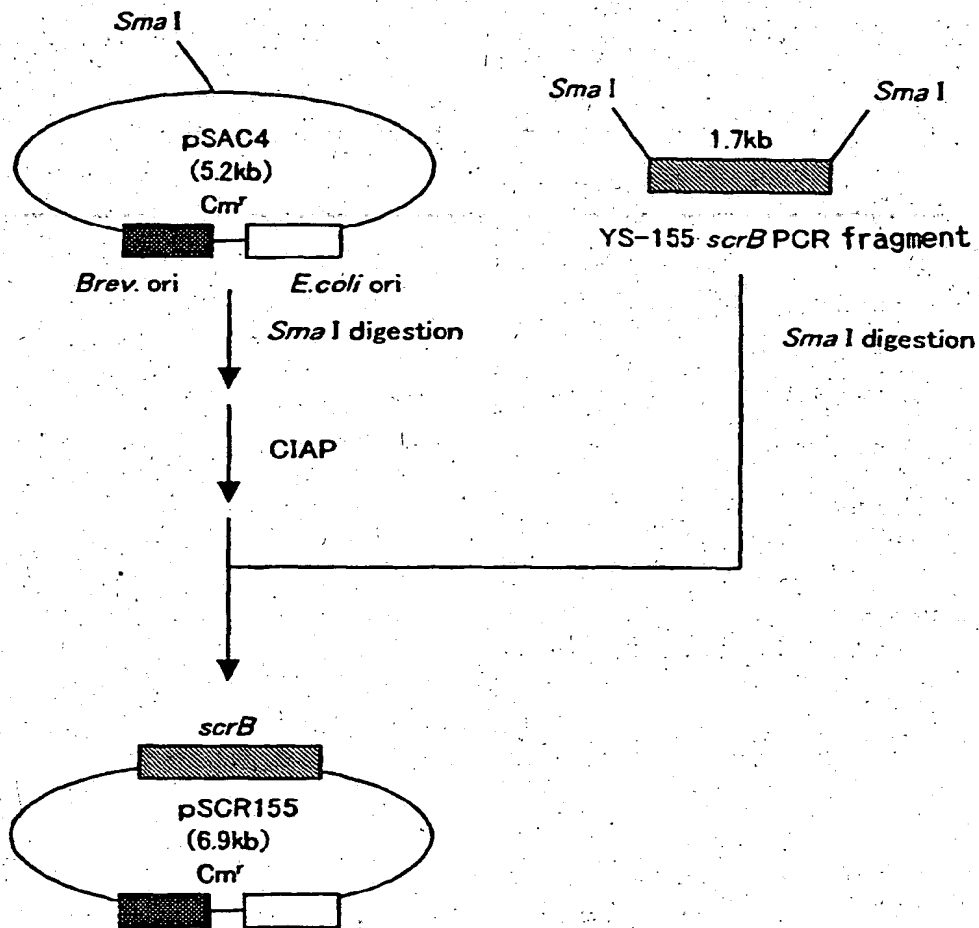 Sma I
pSAC4
(5.2kb)
Cmʳ
Brev. ori
E.coli ori
Sma I
Sma I
1.7kb
YS-155 scrB PCR fragment
Sma I digestion
Sma I digestion
CIAP
scrB
pSCR155
(6.9kb)
Cmʳ